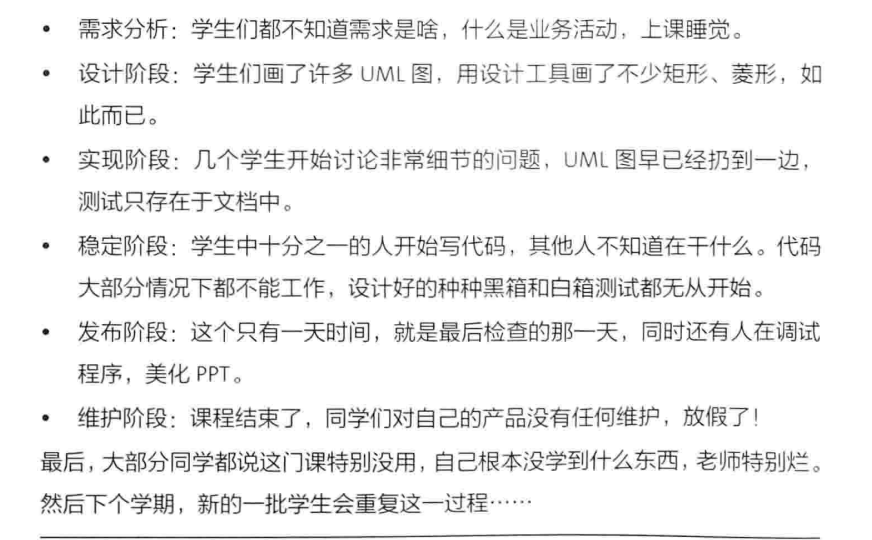 • 需求分析：学生们都不知道需求是啥，什么是业务活动，上课睡觉。
• 设计阶段：学生们画了许多 UML 图，用设计工具画了不少矩形、菱形，如
此而已。
• 实现阶段：几个学生开始讨论非常细节的问题，UML 图早已经扔到一边，
测试只存在于文档中。
• 稳定阶段：学生中十分之一的人开始写代码，其他人不知道在干什么。代码
大部分情况下都不能工作，设计好的种种黑箱和白箱测试都无从开始。
• 发布阶段：这个只有一天时间，就是最后检查的那一天，同时还有人在调试
程序，美化 PPT。
• 维护阶段：课程结束了，同学们对自己的产品没有任何维护，放假了！
最后，大部分同学都说这门课特别没用，自己根本没学到什么东西，老师特别烂。
然后下个学期，新的一批学生会重复这一过程……